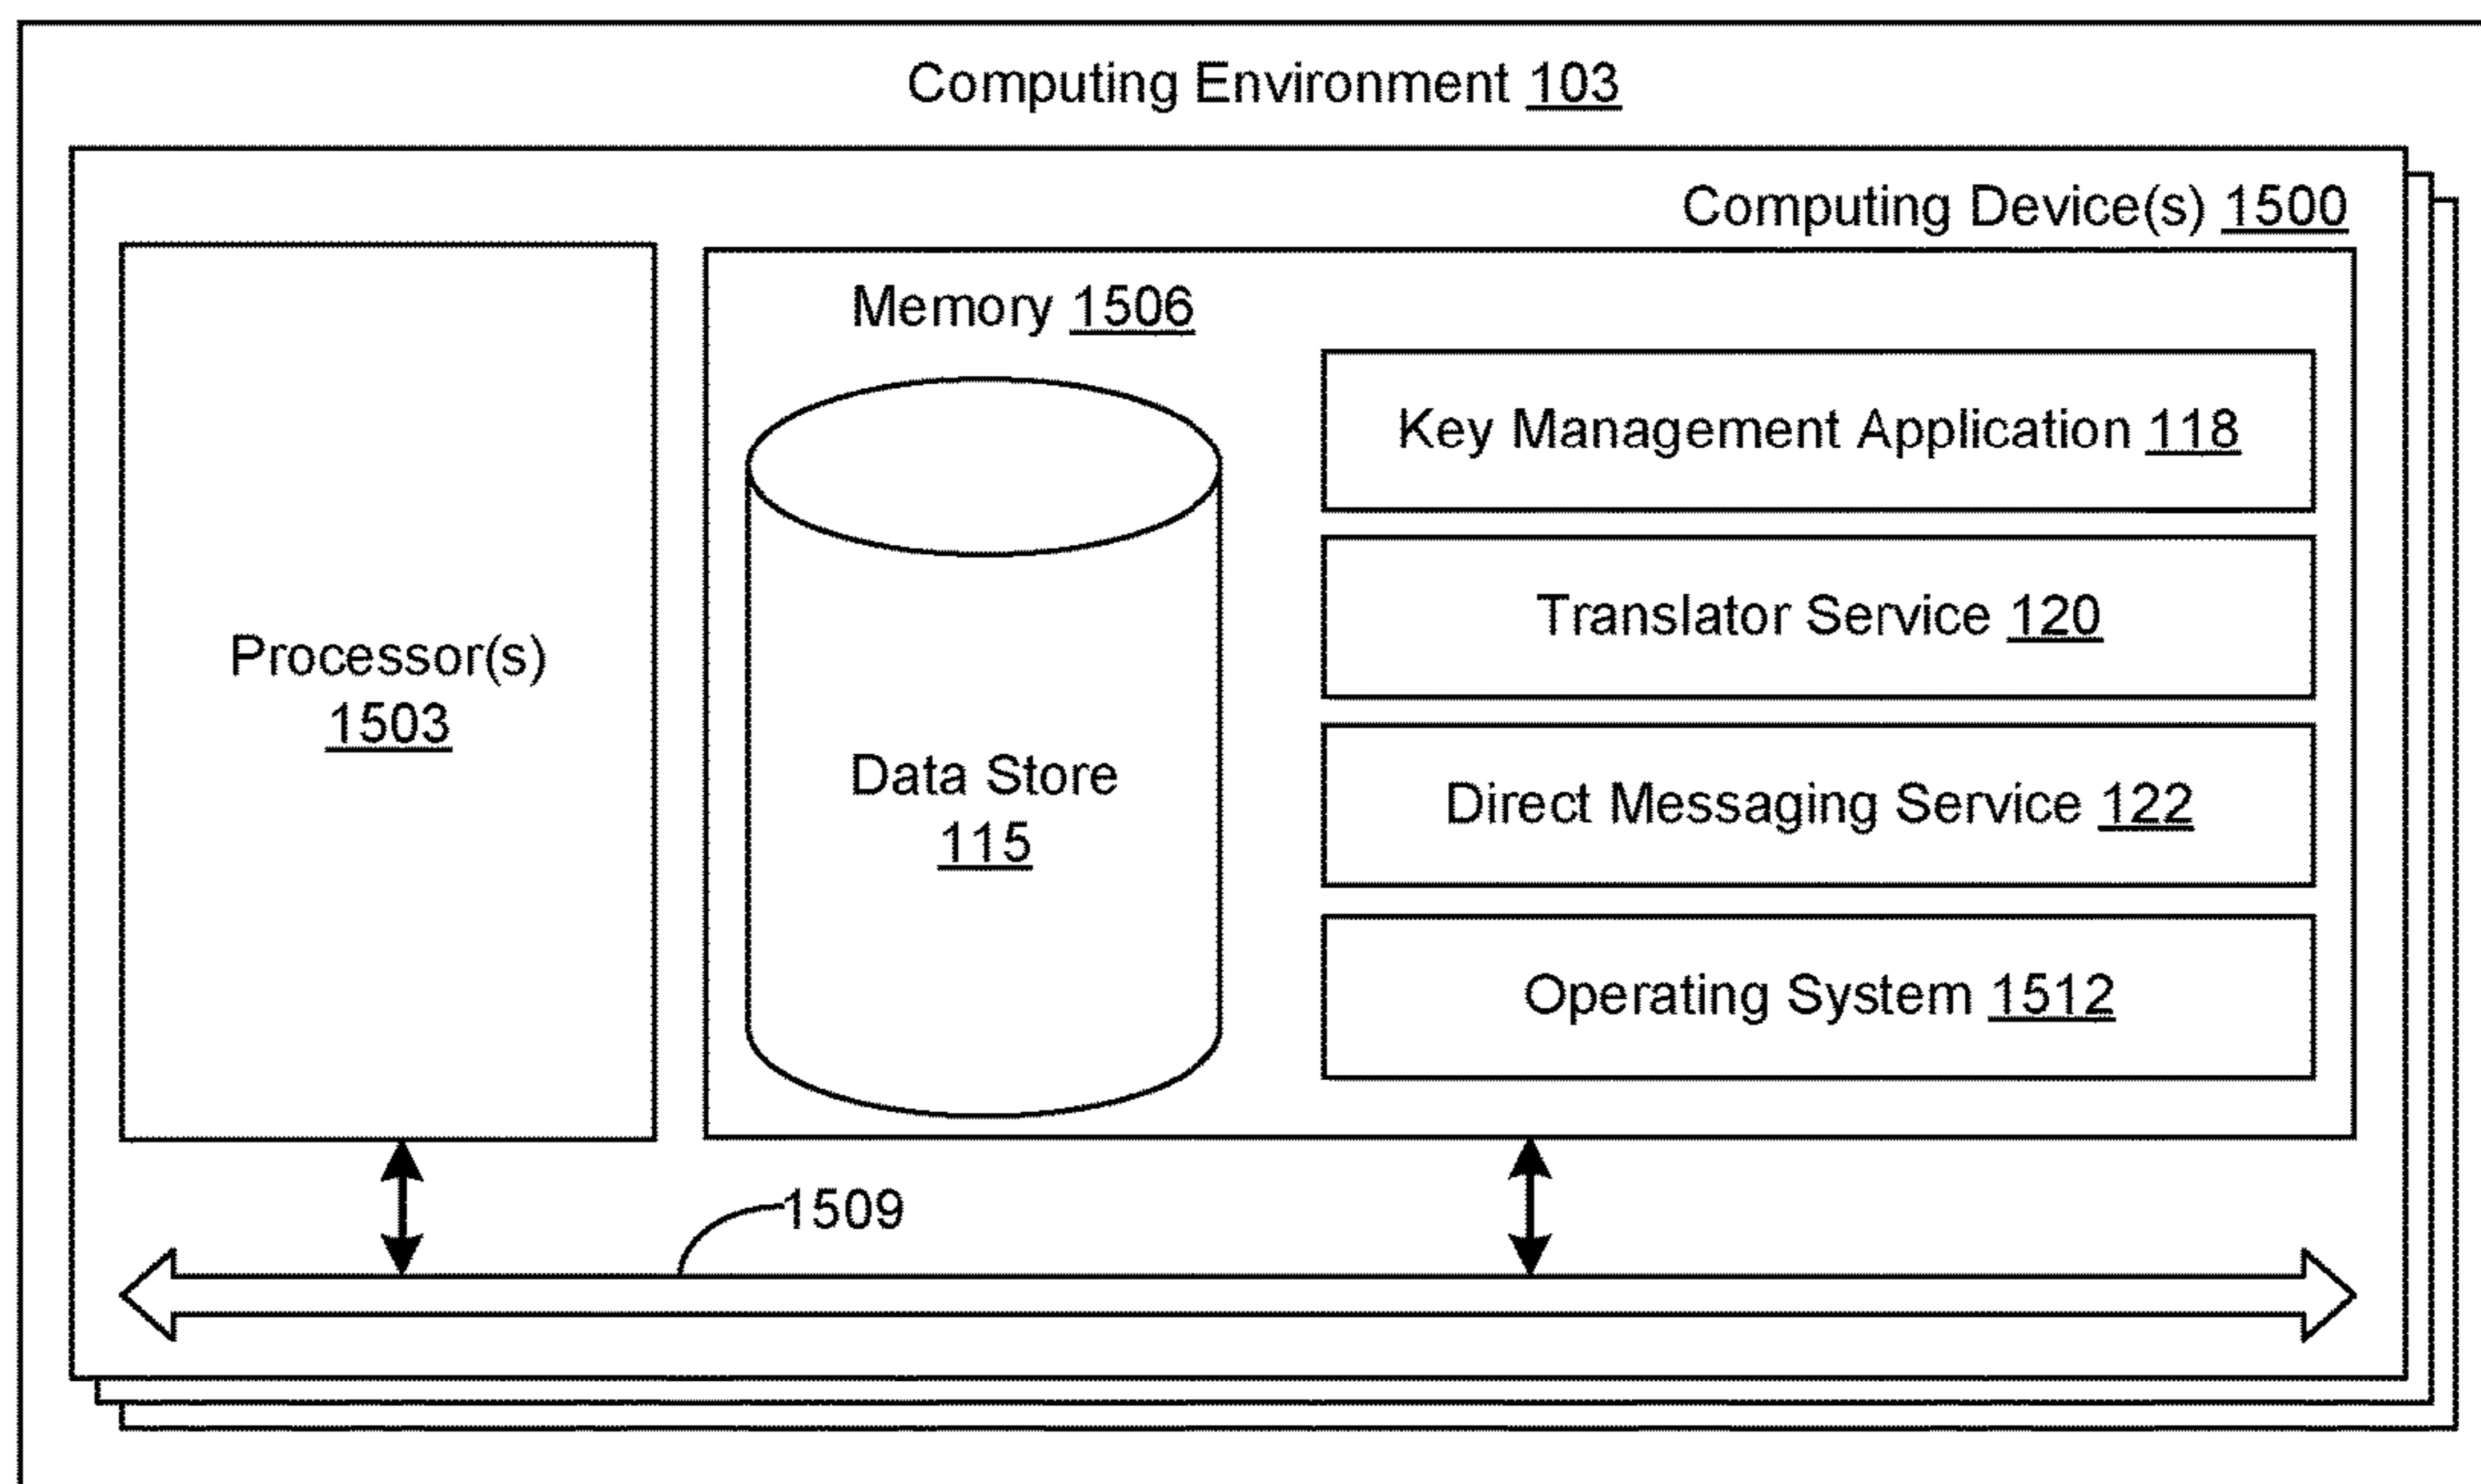 Computing Environment 103
Computing Device(s) 1500
Memory 1506
Key Management Application 118
Translator Service 120
Processor(s)
1503
Data Store
115
Direct Messaging Service 122
Operating System 1512
1509